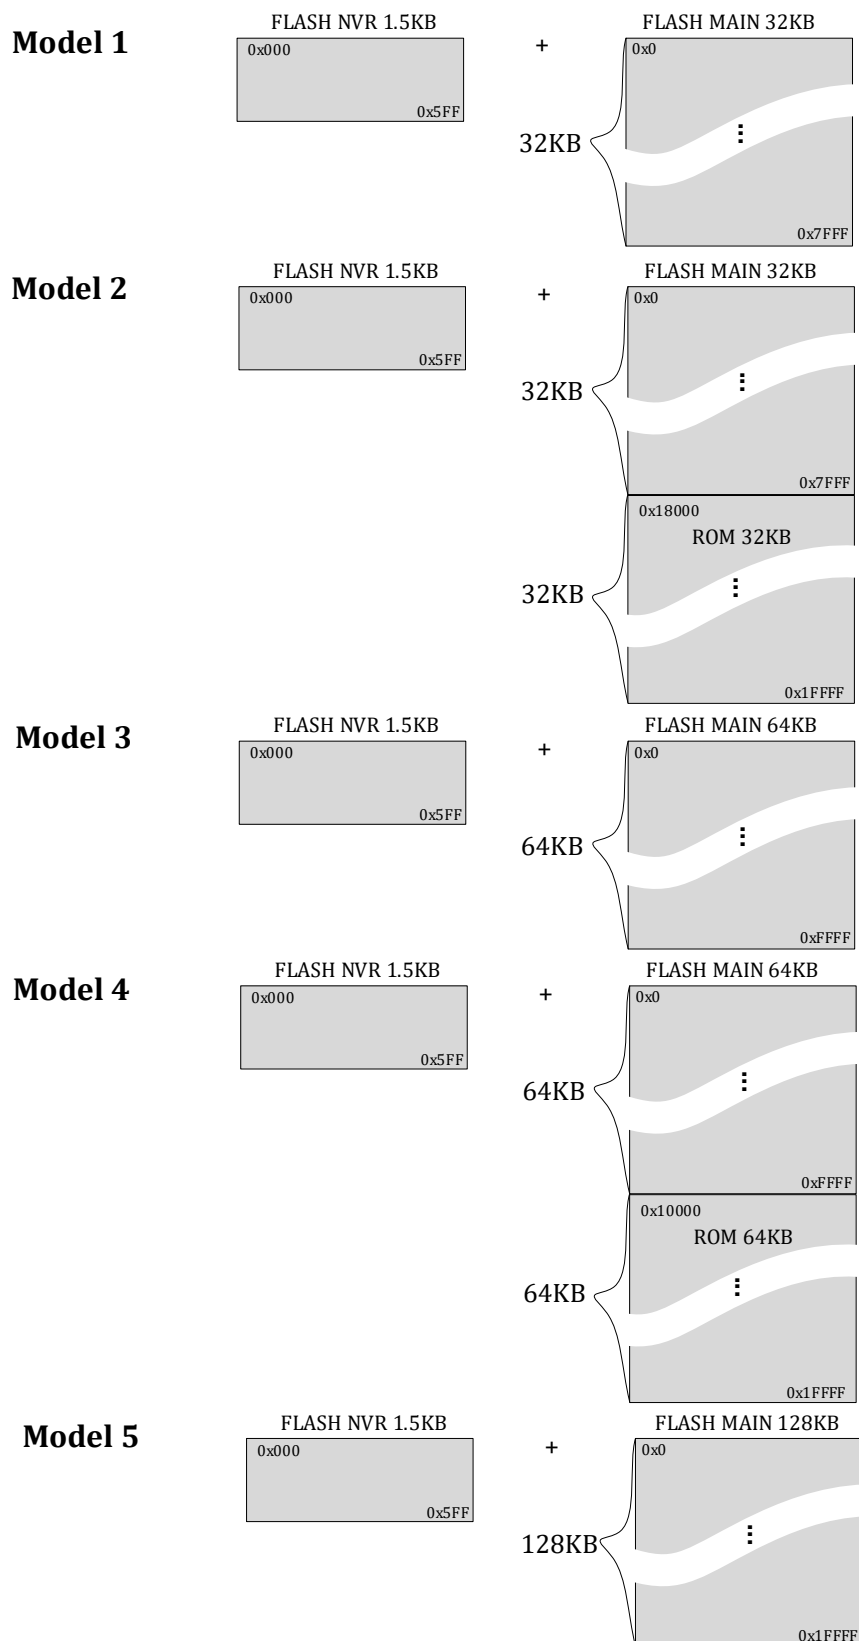 FLASH NVR 1.5KB
FLASH MAIN 32KB
Model 1
0x000
+
0x0
0x5FF
32KB
0x7FFF
FLASH NVR 1.5KB
FLASH MAIN 32KB
Model 2
0x000
+
0x0
0x5FF
32KB
0x7FFF
0x18000
ROM 32KB
32KB
0x1FFFF
FLASH NVR 1.5KB
FLASH MAIN 64KB
Model 3
0x000
+
0x0
0x5FF
64KB
0xFFFF
FLASH NVR 1.5KB
FLASH MAIN 64KB
Model 4
0x000
+
0x0
0x5FF
64KB
0xFFFF
0x10000
ROM 64KB
64KB
0x1FFFF
FLASH NVR 1.5KB
FLASH MAIN 128KB
Model 5
0x000
+
0x0
0x5FF
128KB
0x1FFFF